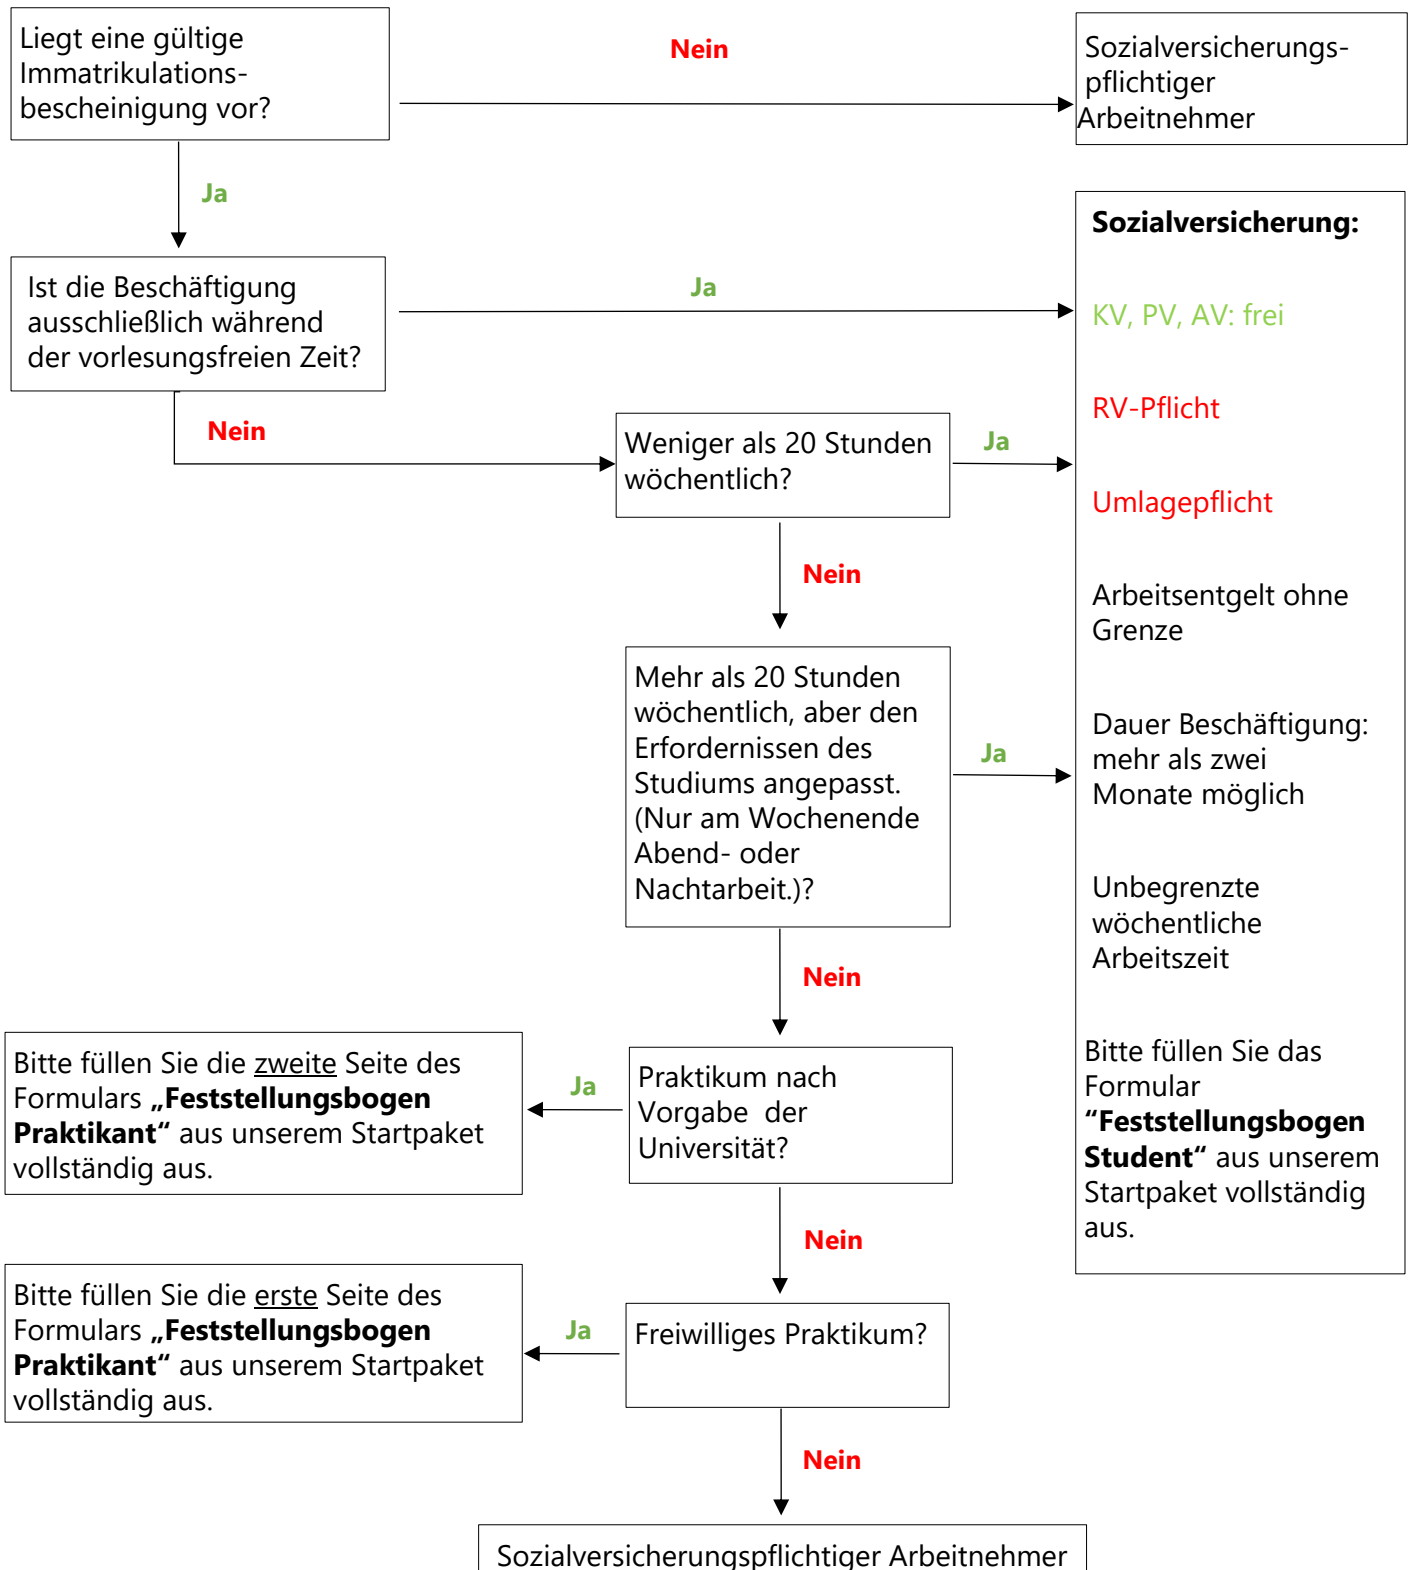 Liegt eine gültige
Immatrikulations-
bescheinigung vor?
Nein
Sozialversicherungs-
pflichtiger
Arbeitnehmer
Ja
Ist die Beschäftigung
ausschließlich während
der vorlesungsfreien Zeit?
Ja
Nein
Weniger als 20 Stunden
wöchentlich?
Ja
Nein
Mehr als 20 Stunden
wöchentlich, aber den
Erfordernissen des
Studiums angepasst.
(Nur am Wochenende
Abend- oder
Nachtarbeit.)?
Ja
Sozialversicherung:
KV, PV, AV: frei
RV-Pflicht
Umlagepflicht
Arbeitsentgelt ohne
Grenze
Dauer Beschäftigung:
mehr als zwei
Monate möglich
Unbegrenzte
wöchentliche
Arbeitszeit
Bitte füllen Sie das
Formular
“Feststellungsbogen
Student“ aus unserem
Startpaket vollständig
aus.
Nein
Praktikum nach
Vorgabe  der
Universität?
Ja
Bitte füllen Sie die zweite Seite des
Formulars „Feststellungsbogen
Praktikant“ aus unserem Startpaket
vollständig aus.
Nein
Freiwilliges Praktikum?
Ja
Bitte füllen Sie die erste Seite des
Formulars „Feststellungsbogen
Praktikant“ aus unserem Startpaket
vollständig aus.
Nein
Sozialversicherungspflichtiger Arbeitnehmer